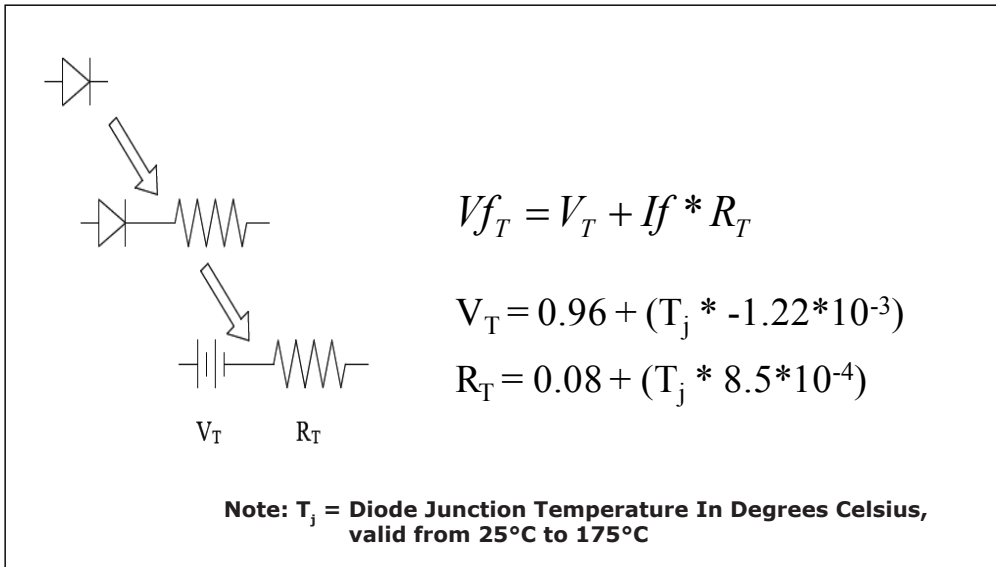 Vf_T = V_T + If * R_T
V_T = 0.96 + (T_j * -1.22*10^-3)
R_T = 0.08 + (T_j * 8.5*10^-4)
V_T R_T
Note: T_j = Diode Junction Temperature In Degrees Celsius,
valid from 25°C to 175°C